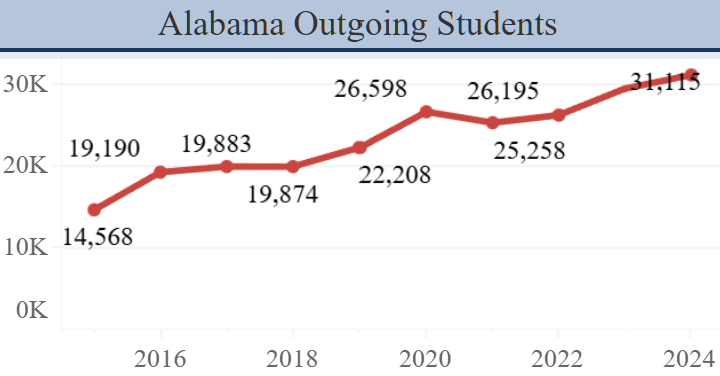 Alabama Outgoing Students
30K
31,115
26,598
26,195
19,190
19,883
25,258
20K
22,208
19,874
14,568
10K
0K
2016 2018 2020 2022 2024